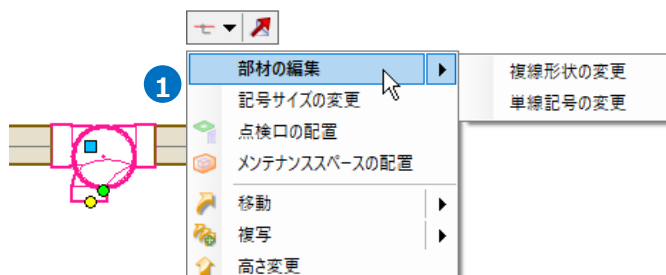 1
部材の編集
複線形状の変更
記号サイズの変更
単線記号の変更
点検口の配置
メンテナンススペースの配置
移動
複写
高さ変更